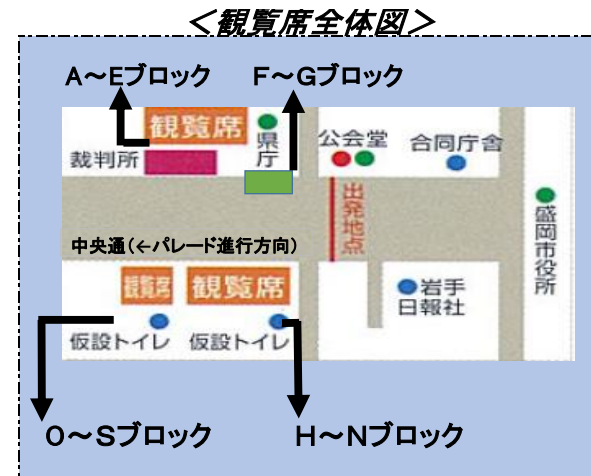 ＜観覧席全体図＞
A～Eブロック
F～Gブロック
観覧席
県庁
公会堂
合同庁舎
裁判所
出発地点
盛岡市役所
中央通(←パレード進行方向)
観覧席
観覧席
岩手
日報社
仮設トイレ
仮設トイレ
O～Sブロック
H～Nブロック